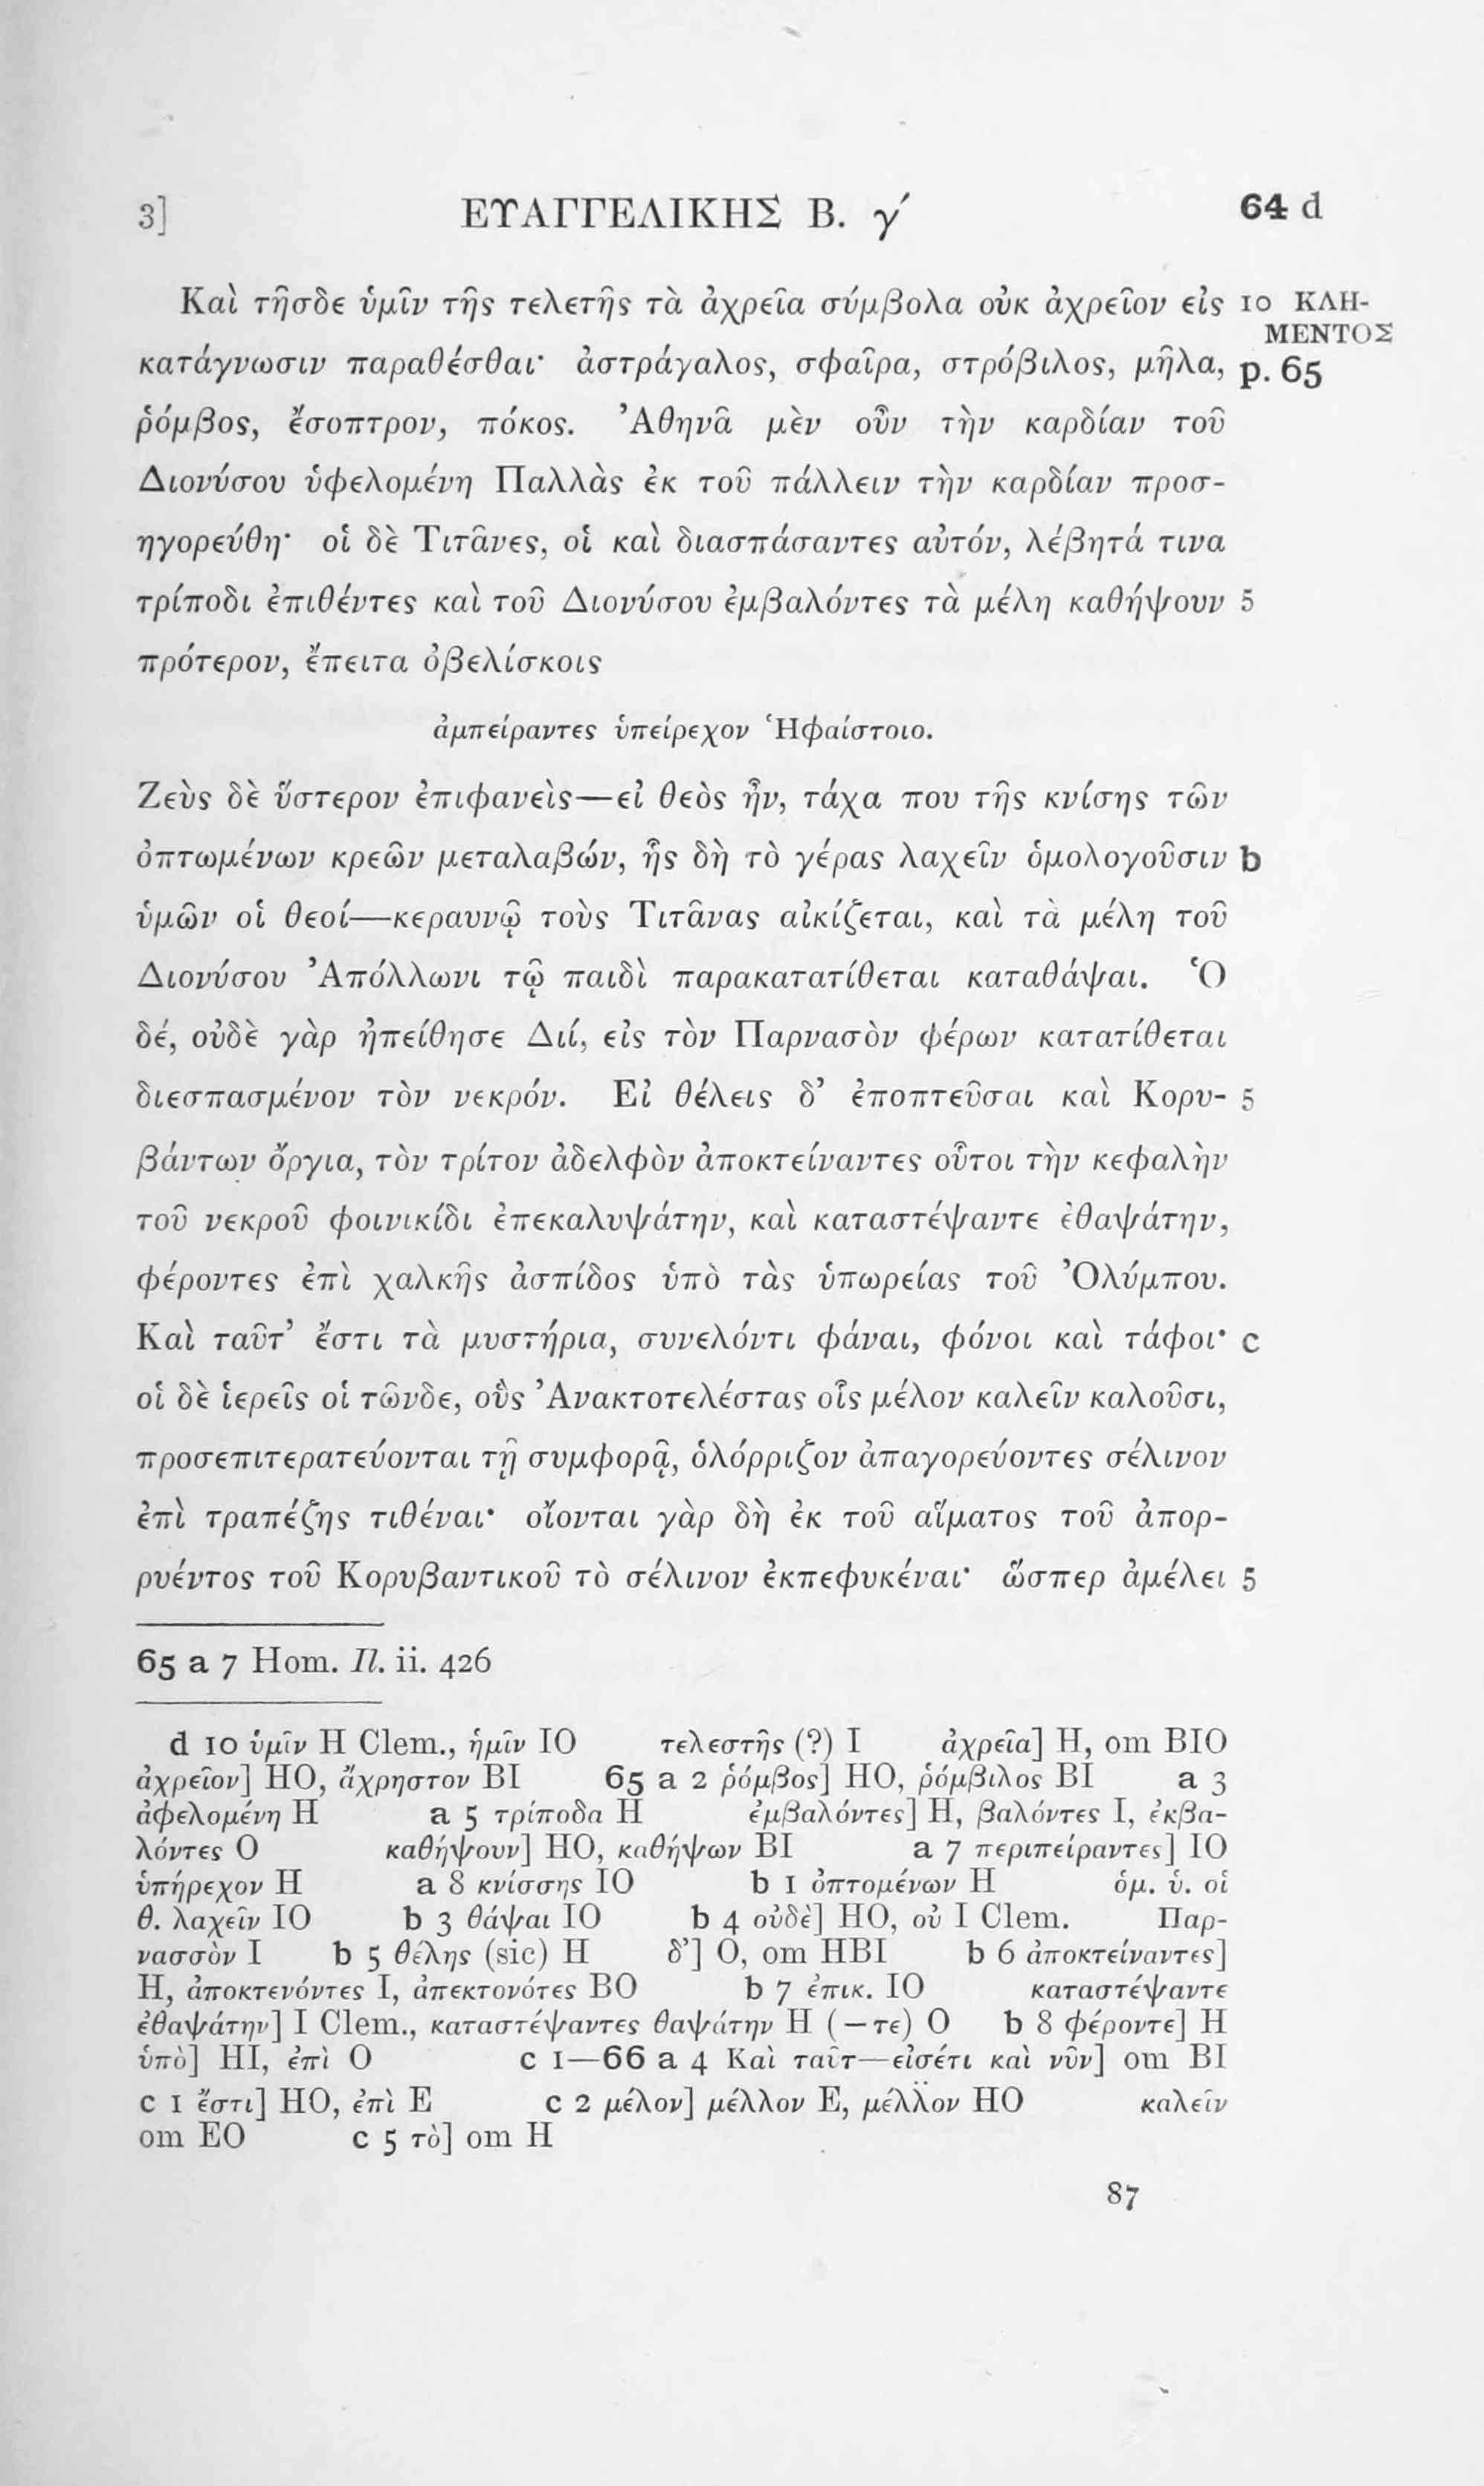 3] ΕΥΑΓΓΕΛΙΚΗΣ Β. γ´ 64 d
Καὶ τῆσδε ὑμῖν τῆς τελετῆς τὰ ἀχρεῖα σύμβολα οὐκ ἀχρεῖον εἰς 10 ΚΛΗ-
ΜΕΝΤΟΣ
κατάγνωσιν παραθέσθαι· ἀστράγαλος, σφαῖρα, στρόβιλος, μῆλα, p. 65
ῥόμβος, ἔσοπτρον, πόκος. Ἀθηνᾶ μὲν οὖν τὴν καρδίαν τοῦ
Διονύσου ὑφελομένη Παλλὰς ἐκ τοῦ πάλλειν τὴν καρδίαν προσ-
ηγορεύθη· οἱ δὲ Τιτᾶνες, οἱ καὶ διασπάσαντες αὐτόν, λέβητά τινα
τρίποδι ἐπιθέντες καὶ τοῦ Διονύσου ἐμβαλόντες τὰ μέλη καθήψουν 5
πρότερον, ἔπειτα ὀβελίσκοις
ἀμπείραντες ὑπείρεχον Ἡφαίστοιο.
Ζεὺς δὲ ὕστερον ἐπιφανεὶς—εἰ θεὸς ἦν, τάχα που τῆς κνίσης τῶν
ὀπτωμένων κρεῶν μεταλαβών, ἧς δὴ τὸ γέρας λαχεῖν ὁμολογοῦσιν b
ὑμῶν οἱ θεοί—κεραυνῷ τοὺς Τιτᾶνας αἰκίζεται, καὶ τὰ μέλη τοῦ
Διονύσου Ἀπόλλωνι τῷ παιδὶ παρακατατίθεται καταθάψαι. Ὁ
δέ, οὐδὲ γὰρ ἠπείθησε Διί, εἰς τὸν Παρνασὸν φέρων κατατίθεται
διεσπασμένον τὸν νεκρόν. Εἰ θέλεις δ’ ἐποπτεῦσαι καὶ Κορυ- 5
βάντων ὄργια, τὸν τρίτον ἀδελφὸν ἀποκτείναντες οὗτοι τὴν κεφαλὴν
τοῦ νεκροῦ φοινικίδι ἐπεκαλυψάτην, καὶ καταστέψαντε ἐθαψάτην,
φέροντες ἐπὶ χαλκῆς ἀσπίδος ὑπὸ τὰς ὑπωρείας τοῦ Ὀλύμπου.
Καὶ ταῦτ’ ἔστι τὰ μυστήρια, συνελόντι φάναι, φόνοι καὶ τάφοι· c
οἱ δὲ ἱερεῖς οἱ τῶνδε, οὓς Ἀνακτοτελέστας οἷς μέλον καλεῖν καλοῦσι,
προσεπιτερατεύονται τῇ συμφορᾷ, ὁλόρριζον ἀπαγορεύοντες σέλινον
ἐπὶ τραπέζης τιθέναι· οἴονται γὰρ δὴ ἐκ τοῦ αἵματος τοῦ ἀπορ-
ρυέντος τοῦ Κορυβαντικοῦ τὸ σέλινον ἐκπεφυκέναι· ὥσπερ ἀμέλει 5
65 a 7 Hom. Il. ii. 426
d 10 ὑμῖν H Clem., ἡμῖν IO τελεστῆς (?) I ἀχρεῖα] H, om BIO
ἀχρεῖον] HO, ἄχρηστον BI 65 a 2 ῥόμβος] HO, ῥόμβιλος BI a 3
ἀφελομένη H a 5 τρίποδα H ἐμβαλόντες] H, βαλόντες I, ἐκβα-
λόντες O καθήψουν] HO, καθήψων BI a 7 περιπείραντες] IO
ὑπήρεχον H a 8 κνίσσης IO b 1 ὀπτομένων H ὁμ. ὑ. οἱ
θ. λαχεῖν IO b 3 θάψαι IO b 4 οὐδὲ] HO, οὐ I Clem. Παρ-
νασσὸν I b 5 θέλης (sic) H δ’] O, om HBI b 6 ἀποκτείναντες]
H, ἀποκτενόντες I, ἀπεκτονότες BO b 7 ἐπικ. IO καταστέψαντε
ἐθαψάτην] I Clem., καταστέψαντες θαψάτην H (—τε) O b 8 φέροντε] H
ὑπὸ] HI, ἐπὶ O c 1—66 a 4 Καὶ ταῦτ—εἰσέτι καὶ νῦν] om BI
c 1 ἔστι] HO, ἐπὶ E c 2 μέλον] μέλλον E, μέλλον HO καλεῖν
om EO c 5 τὸ] om H
87